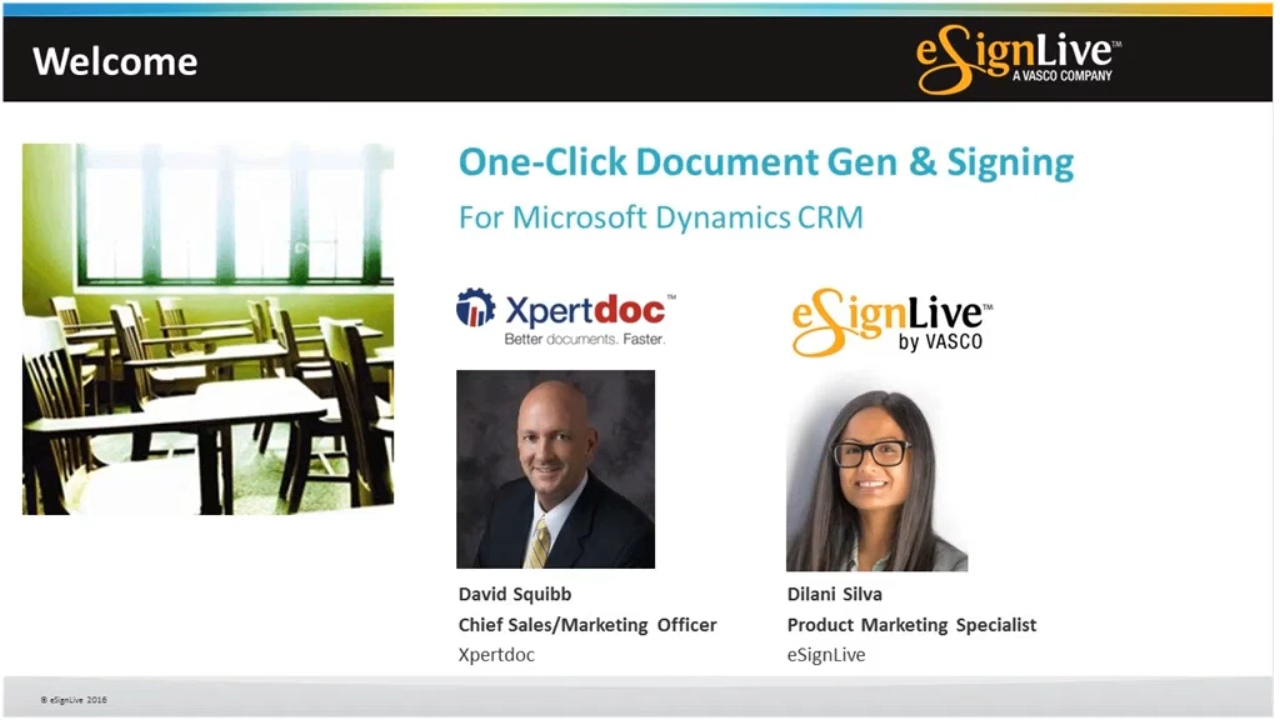 Welcome
eSignLive™
A VASCO COMPANY
One-Click Document Gen & Signing
For Microsoft Dynamics CRM
Xpertdoc™
Better documents. Faster.
eSignLive™
by VASCO
David Squibb
Chief Sales/Marketing Officer
Xpertdoc
Dilani Silva
Product Marketing Specialist
eSignLive
© eSignLive 2016